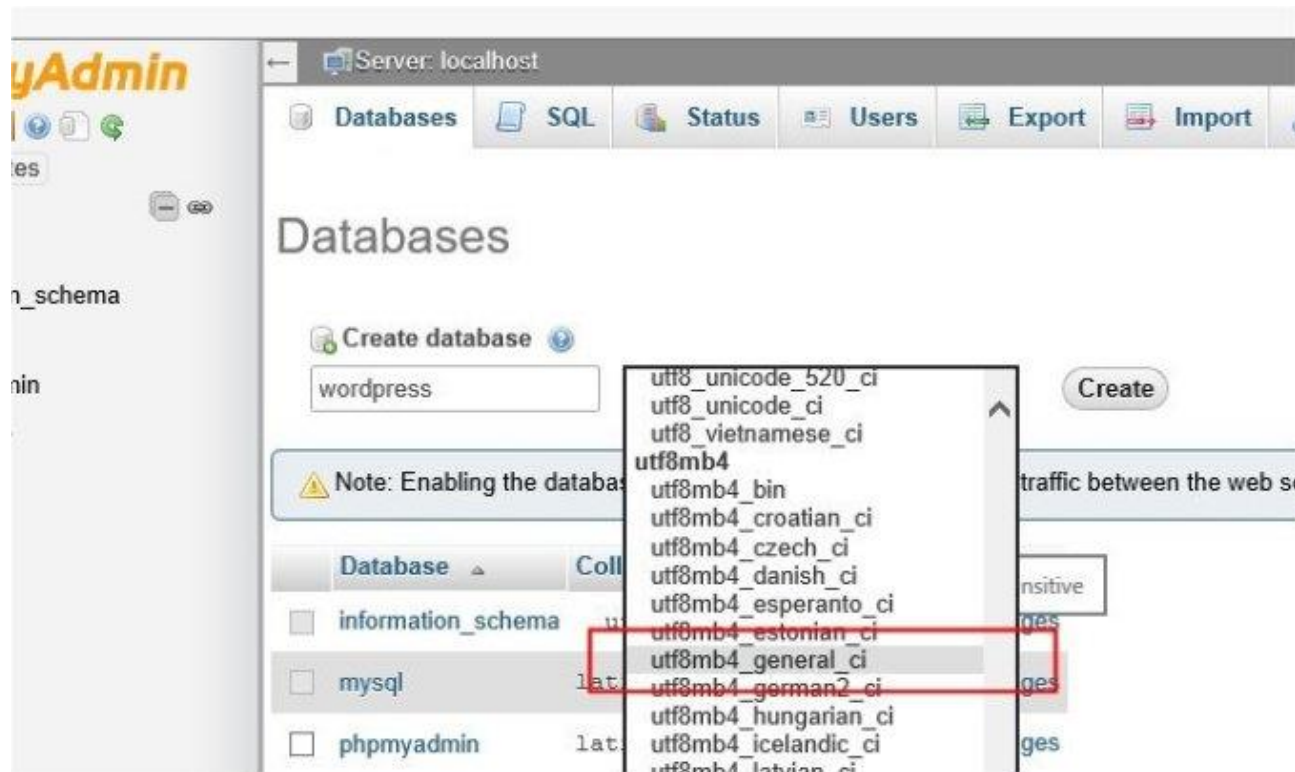 yAdmin
Server: localhost
Databases SQL Status Users Export Import
es
Databases
n_schema
Create database
wordpress
Create
min
utf8_unicode_520_ci
utf8_unicode_ci
utf8_vietnamese_ci
utf8mb4
utf8mb4_bin
utf8mb4_croatian_ci
utf8mb4_czech_ci
utf8mb4_danish_ci
utf8mb4_esperanto_ci
utf8mb4_estonian_ci
utf8mb4_general_ci
utf8mb4_german2_ci
utf8mb4_hungarian_ci
utf8mb4_icelandic_ci
utf8mb4_latvian_ci
Note: Enabling the databas traffic between the web s
Database Coll
nsitive
information_schema u ges
mysql lat ges
phpmyadmin lat ges